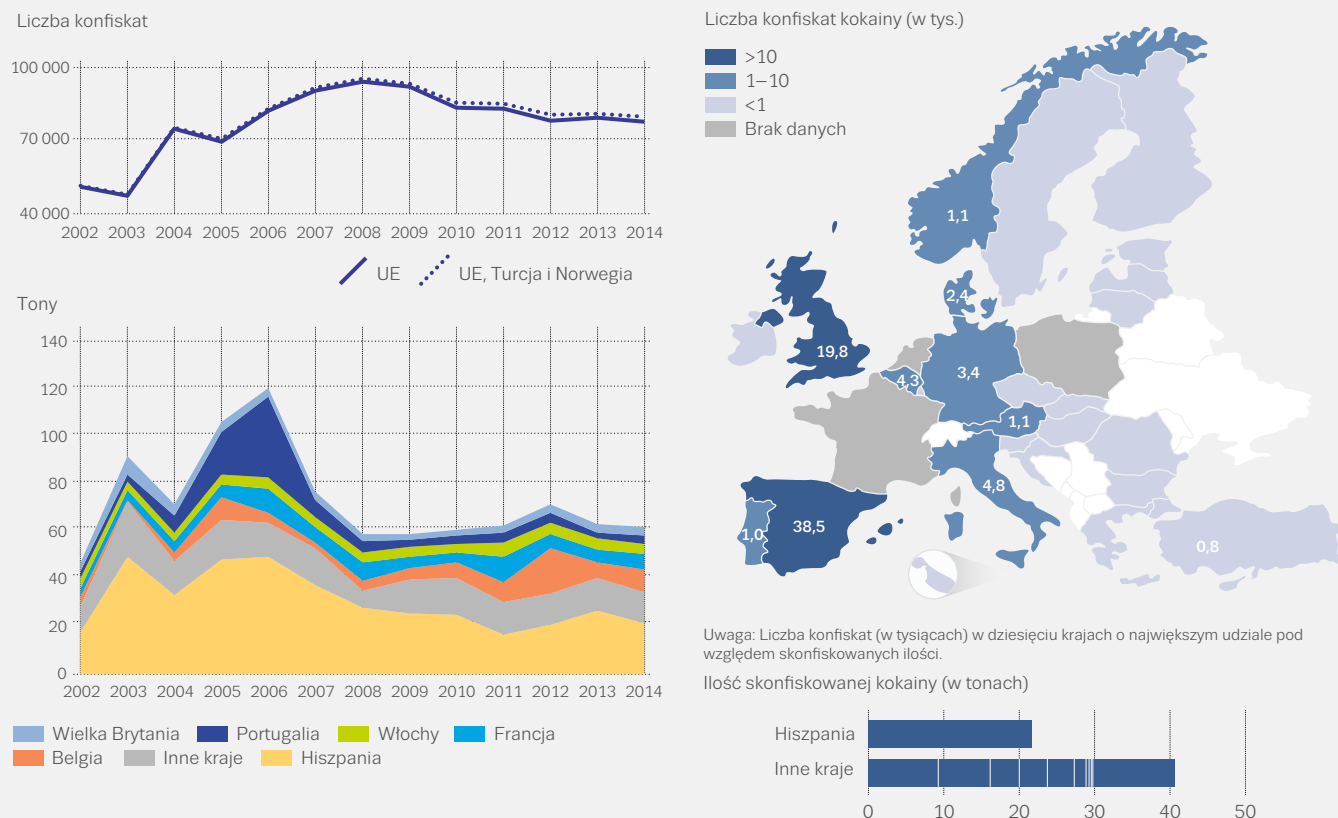 Liczba konfiskat
100 000
70 000
40 000
2002 2003 2004 2005 2006 2007 2008 2009 2010 2011 2012 2013 2014
UE
UE, Turcja i Norwegia
Tony
140
120
100
80
60
40
20
0
2002 2003 2004 2005 2006 2007 2008 2009 2010 2011 2012 2013 2014
Wielka Brytania Portugalia Włochy Francja
Belgia Inne kraje Hiszpania
Liczba konfiskat kokainy (w tys.)
>10
1–10
<1
Brak danych
1,1
2,4
19,8
4,3
3,4
1,1
4,8
1,0
38,5
0,8
Uwaga: Liczba konfiskat (w tysiącach) w dziesięciu krajach o największym udziale pod
względem skonfiskowanych ilości.
Ilość skonfiskowanej kokainy (w tonach)
Hiszpania
Inne kraje
0 10 20 30 40 50